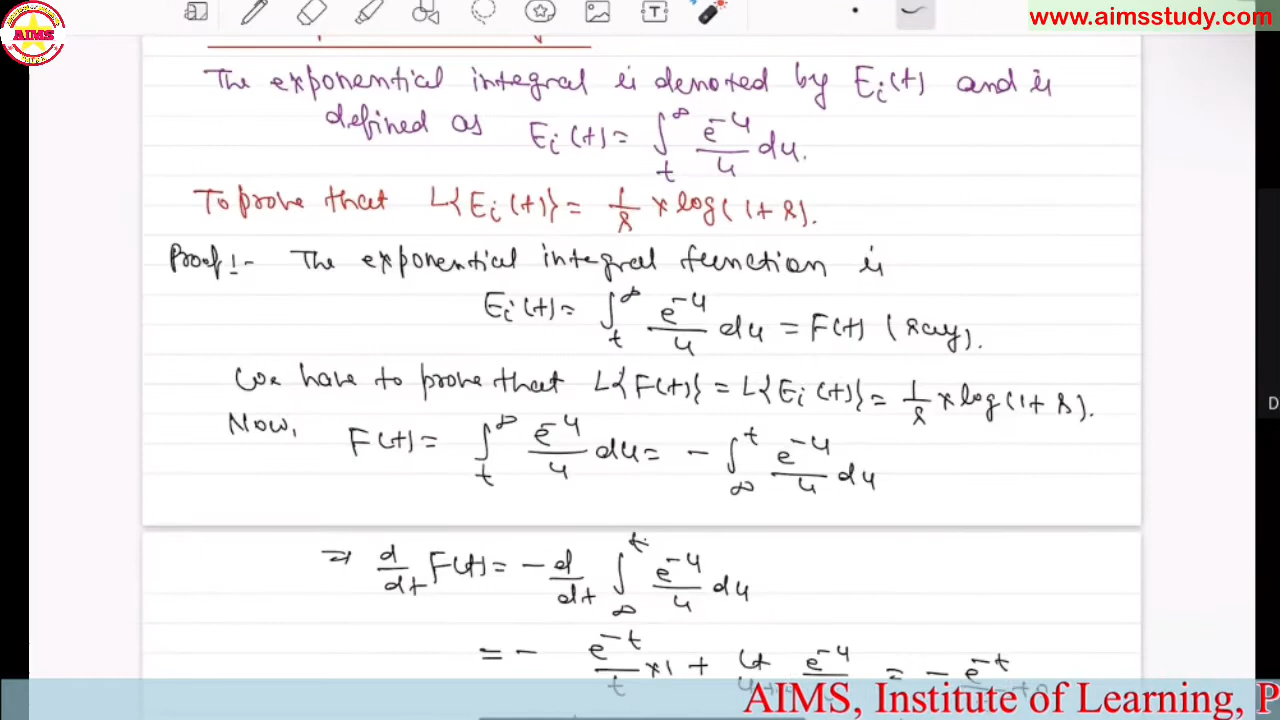 AIMS
www.aimsstudy.com
The exponential integral is denoted by Ei(t) and is
defined as Ei(t) = ∫_t^∞ e^-u/u du.
To prove that L{Ei(t)} = 1/s × log(1+s).
Proof:- The exponential integral function is
Ei(t) = ∫_t^∞ e^-u/u du = F(t) (say).
We have to prove that L{F(t)} = L{Ei(t)} = 1/s × log(1+s).
Now, F(t) = ∫_t^∞ e^-u/u du = - ∫_∞^t e^-u/u du
⇒ d/dt F(t) = - d/dt ∫_∞^t e^-u/u du
= - e^-t/t × 1 + Lt e^-u = - e^-t
D
AIMS, Institute of Learning, P